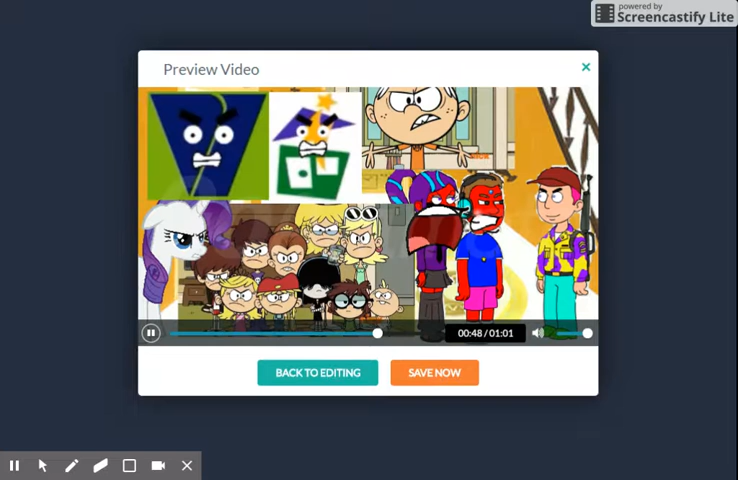 powered by
Screencastify Lite
Preview Video
00:48 / 01:01
BACK TO EDITING
SAVE NOW